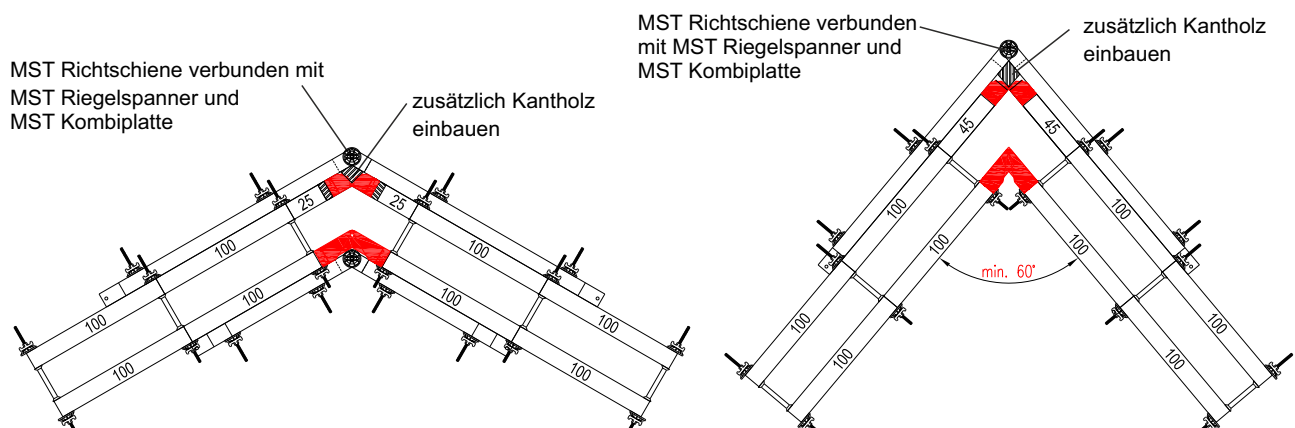 MST Richtschiene verbunden mit
MST Riegelspanner und
MST Kombiplatte
zusätzlich Kantholz
einbauen
25
25
100
100
100
100
100
100
100
100
MST Richtschiene verbunden
mit MST Riegelspanner und
MST Kombiplatte
zusätzlich Kantholz
einbauen
45
45
100
100
100
100
min. 60°
100
100
100
100